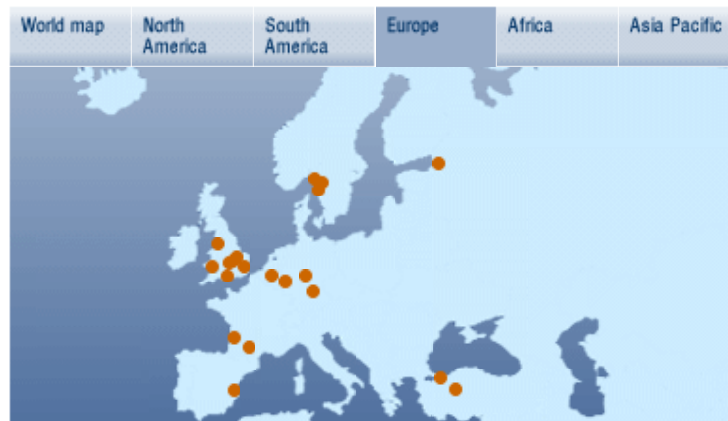 World map
North
America
South
America
Europe
Africa
Asia Pacific